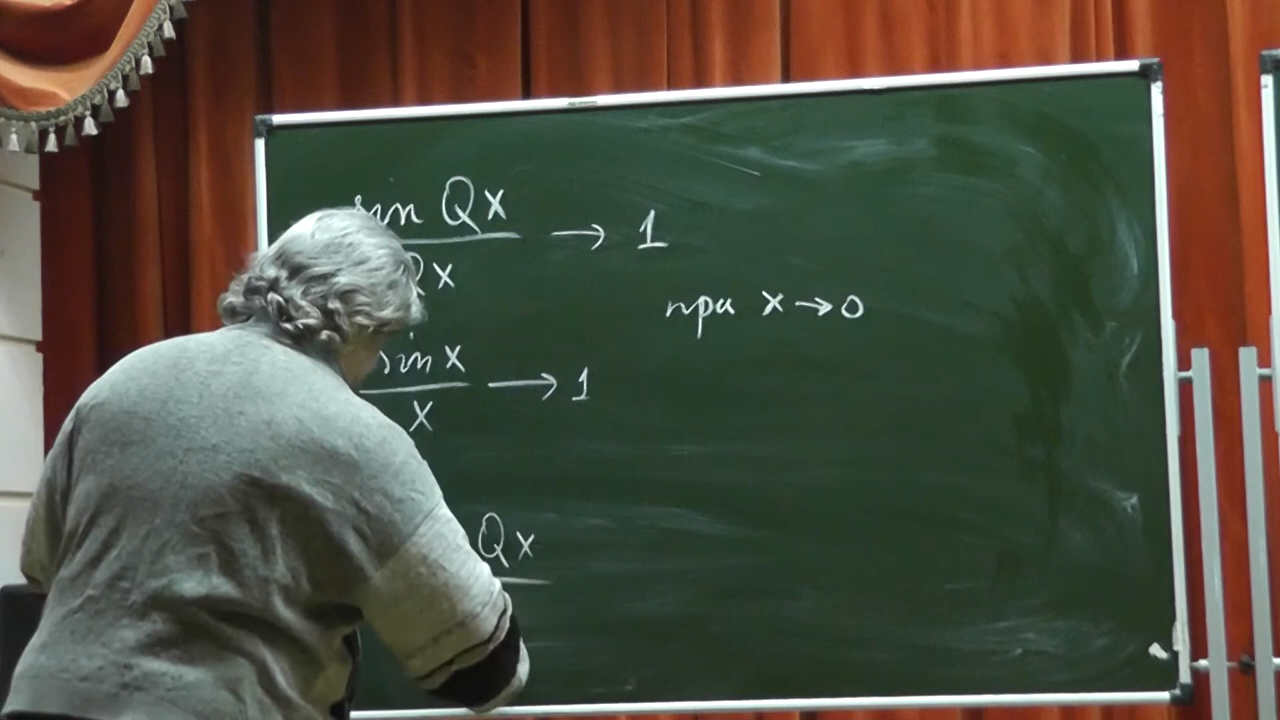 sin Qx
→ 1
Qx
при x → 0
sin x
→ 1
x
Qx